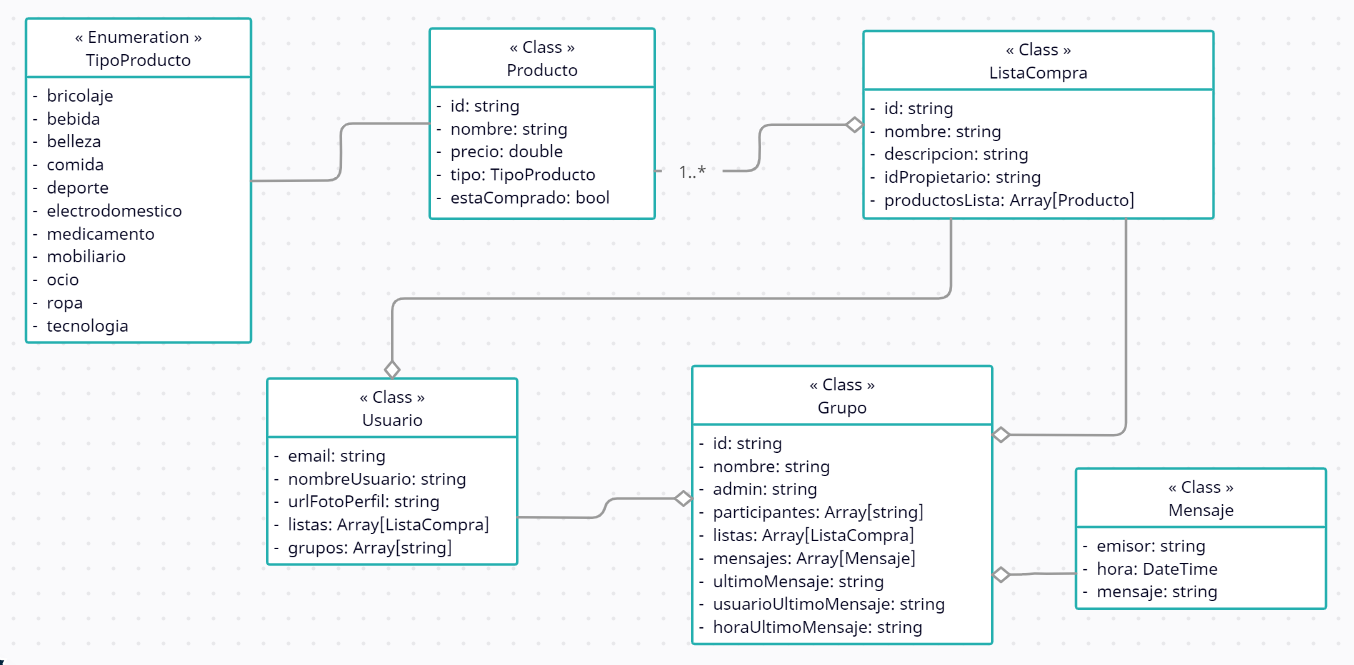 « Enumeration »
TipoProducto
- bricolaje
- bebida
- belleza
- comida
- deporte
- electrodomestico
- medicamento
- mobiliario
- ocio
- ropa
- tecnologia
« Class »
Producto
- id: string
- nombre: string
- precio: double
- tipo: TipoProducto
- estaComprado: bool
1..*
« Class »
ListaCompra
- id: string
- nombre: string
- descripcion: string
- idPropietario: string
- productosLista: Array[Producto]
« Class »
Usuario
- email: string
- nombreUsuario: string
- urlFotoPerfil: string
- listas: Array[ListaCompra]
- grupos: Array[string]
« Class »
Grupo
- id: string
- nombre: string
- admin: string
- participantes: Array[string]
- listas: Array[ListaCompra]
- mensajes: Array[Mensaje]
- ultimoMensaje: string
- usuarioUltimoMensaje: string
- horaUltimoMensaje: string
« Class »
Mensaje
- emisor: string
- hora: DateTime
- mensaje: string